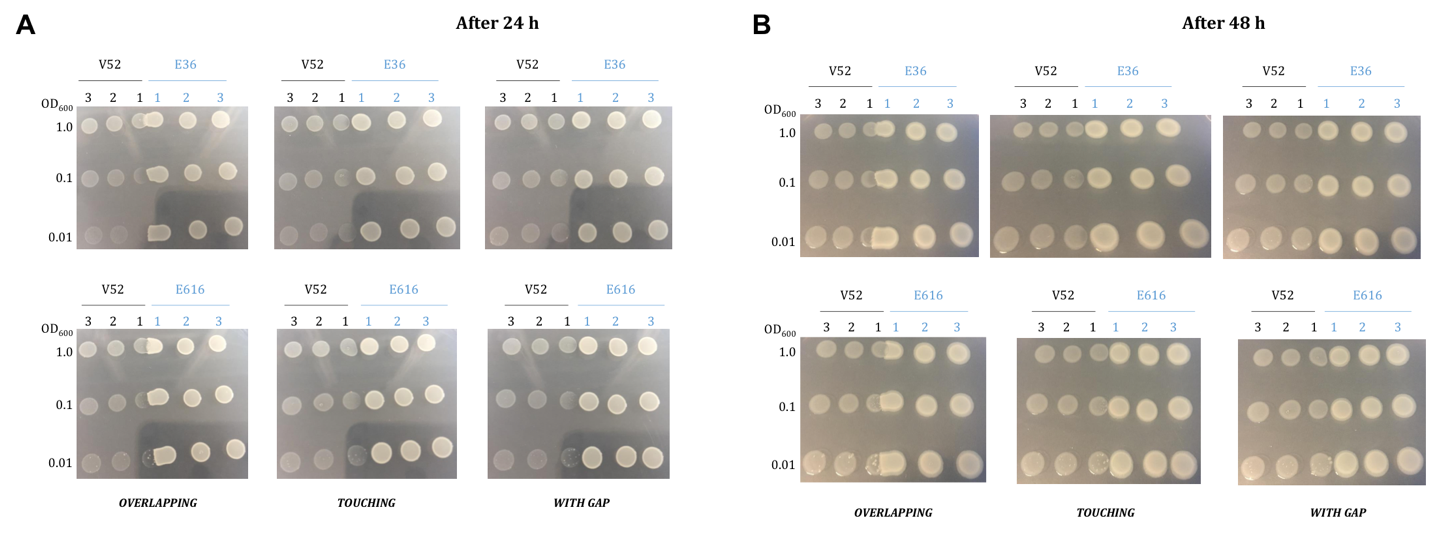 A
After 24 h
V52 E36 V52 E36 V52 E36
3 2 1 1 2 3 3 2 1 1 2 3 3 2 1 1 2 3
OD600
1.0
0.1
0.01
V52 E616 V52 E616 V52 E616
3 2 1 1 2 3 3 2 1 1 2 3 3 2 1 1 2 3
OD600
1.0
0.1
0.01
OVERLAPPING TOUCHING WITH GAP
B
After 48 h
V52 E36 V52 E36 V52 E36
3 2 1 1 2 3 3 2 1 1 2 3 3 2 1 1 2 3
OD600
1.0
0.1
0.01
V52 E616 V52 E616 V52 E616
3 2 1 1 2 3 3 2 1 1 2 3 3 2 1 1 2 3
OD600
1.0
0.1
0.01
OVERLAPPING TOUCHING WITH GAP